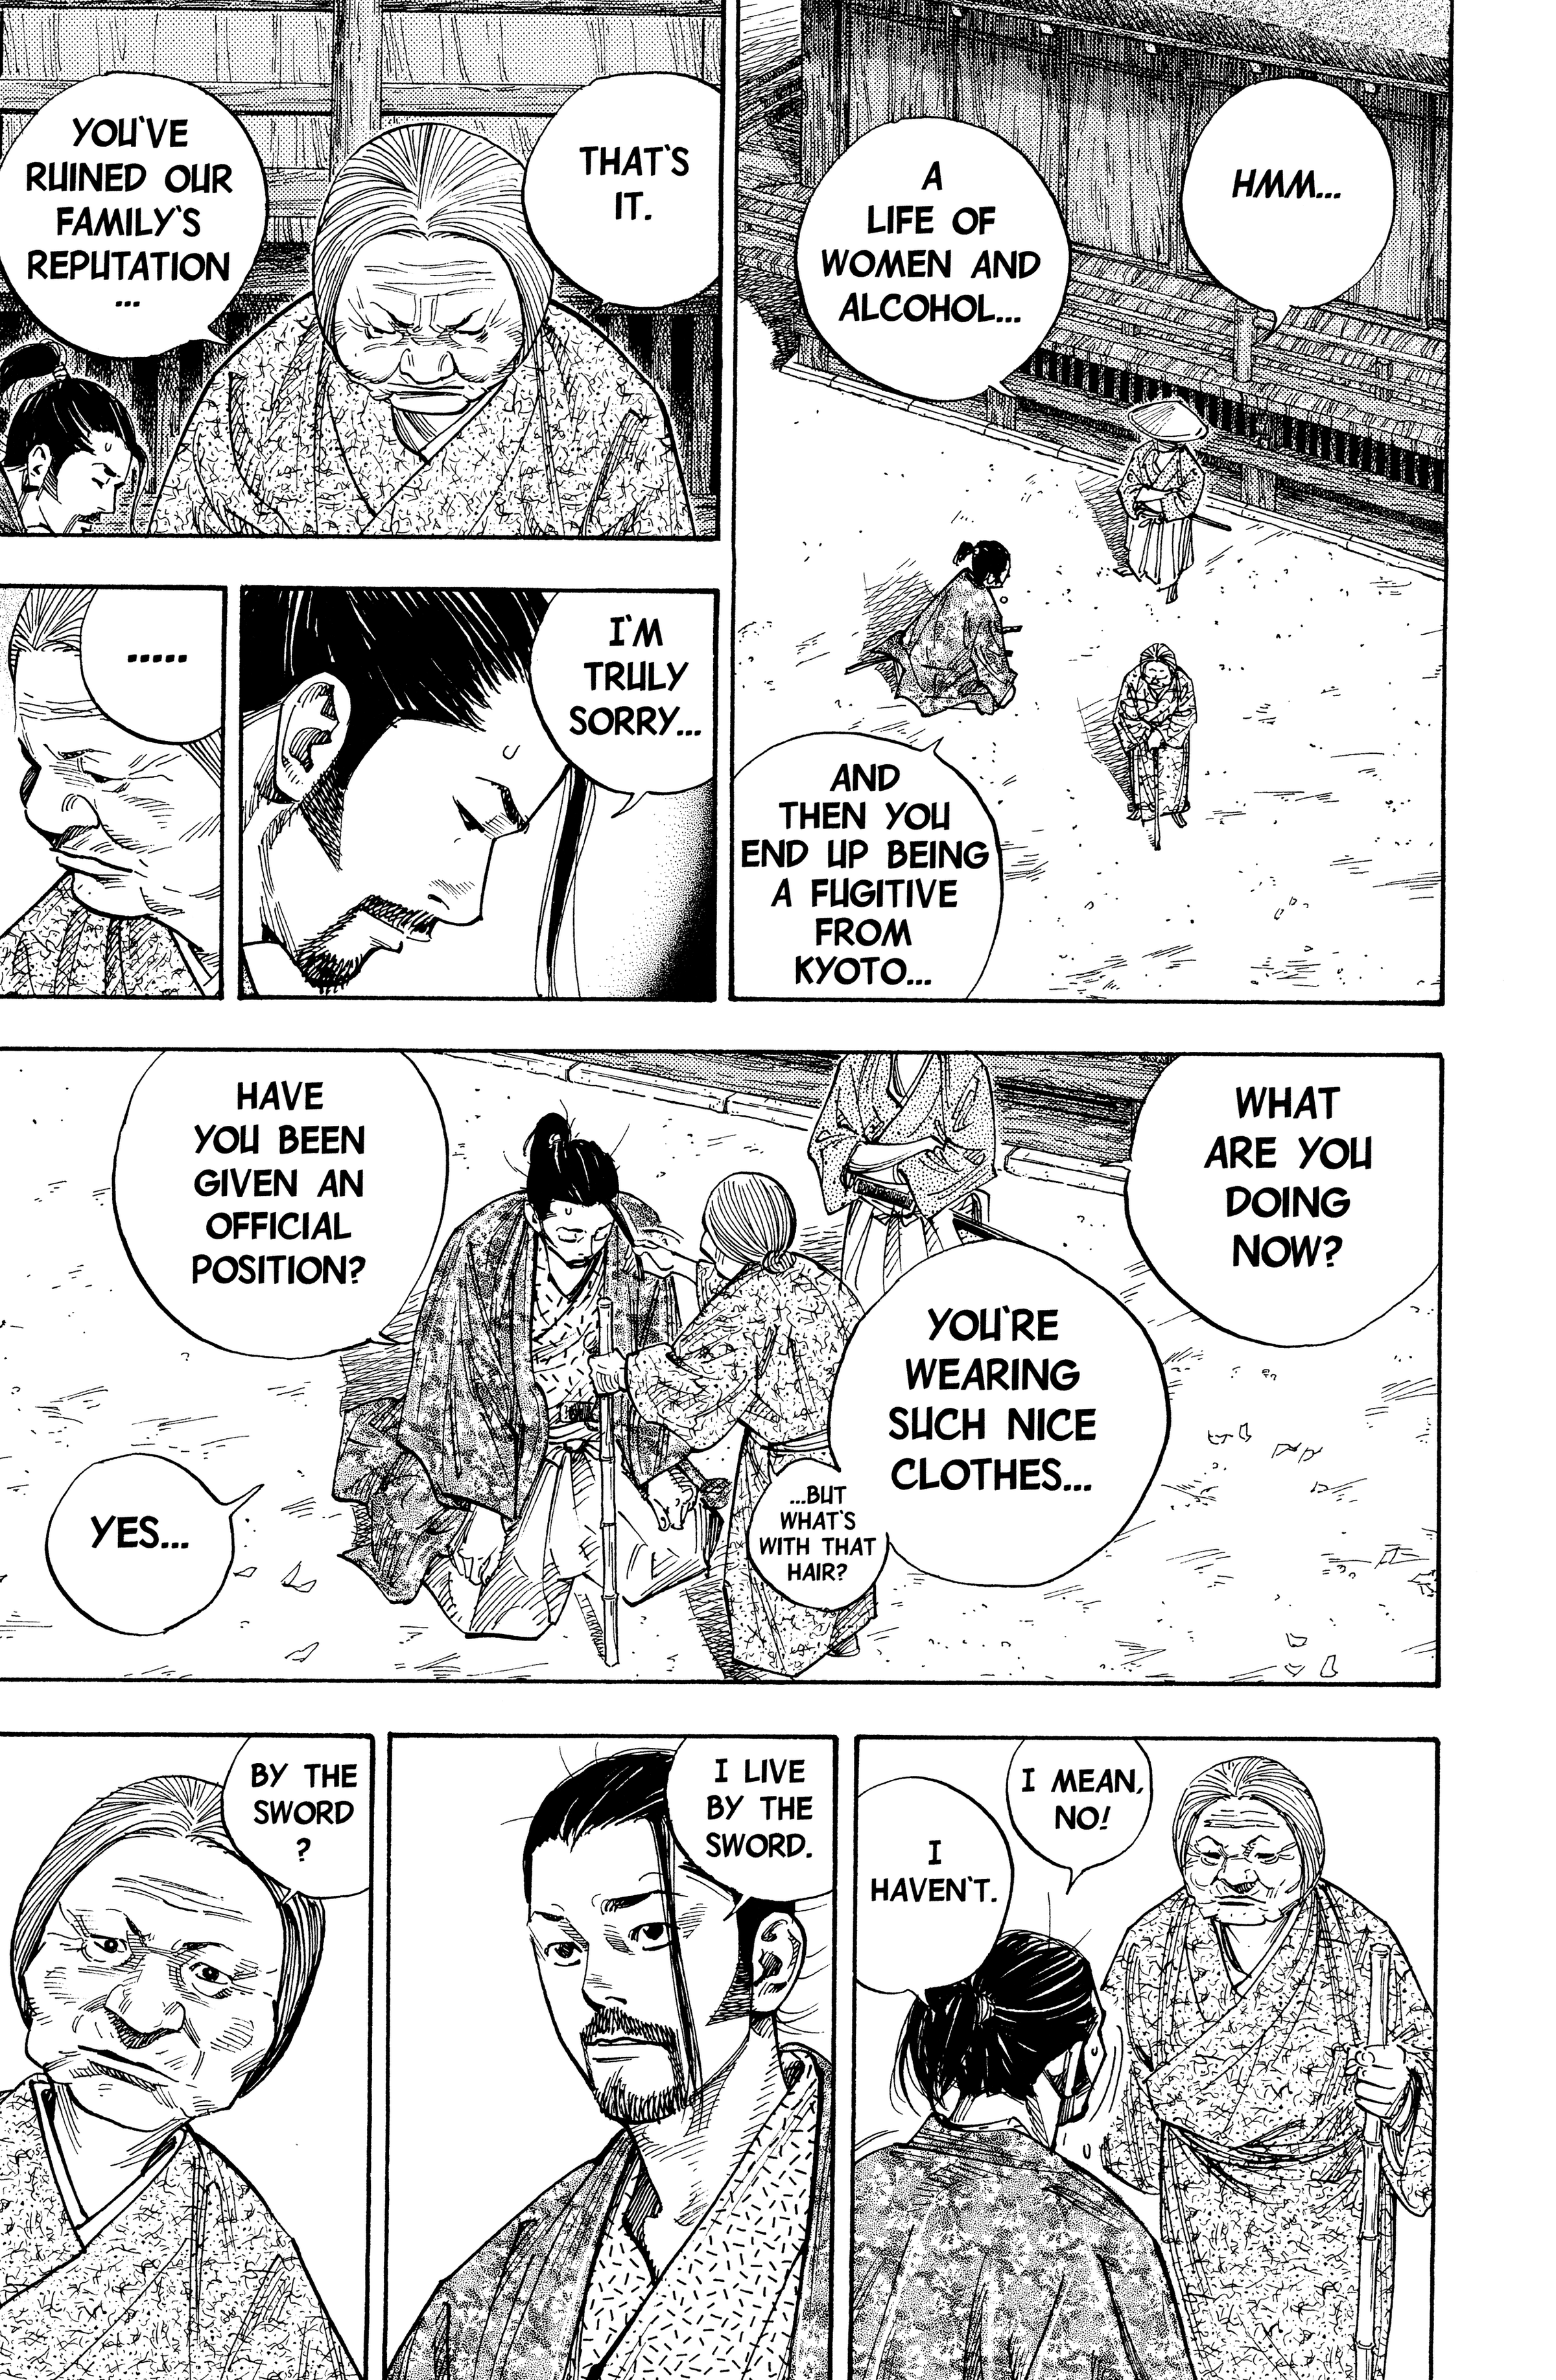 HMM...
A
LIFE OF
WOMEN AND
ALCOHOL...
AND
THEN YOU
END UP BEING
A FUGITIVE
FROM
KYOTO...
THAT'S
IT.
YOU'VE
RUINED OUR
FAMILY'S
REPUTATION
...
I'M
TRULY
SORRY...
.....
WHAT
ARE YOU
DOING
NOW?
YOU'RE
WEARING
SUCH NICE
CLOTHES...
...BUT
WHAT'S
WITH THAT
HAIR?
HAVE
YOU BEEN
GIVEN AN
OFFICIAL
POSITION?
YES...
I MEAN,
NO!
I
HAVEN'T.
I LIVE
BY THE
SWORD.
BY THE
SWORD
?